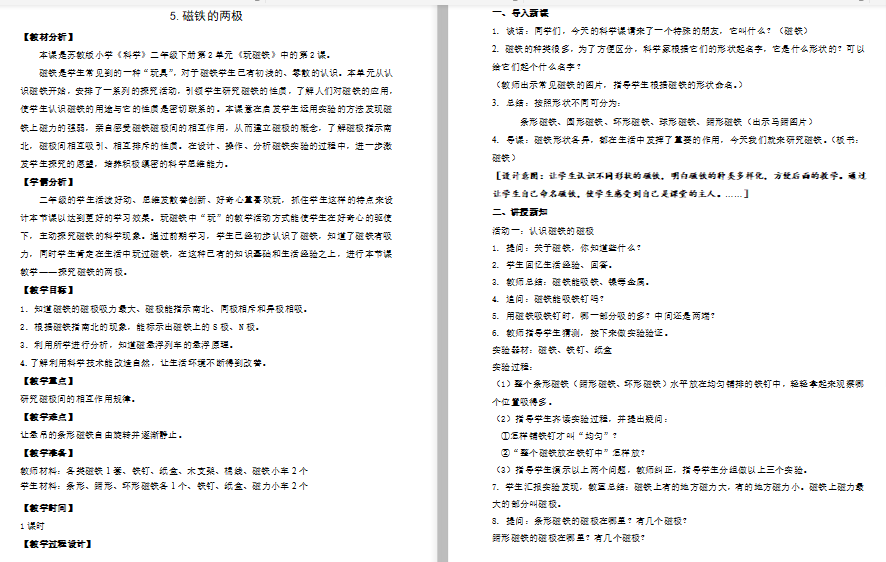 5.磁铁的两极
【教材分析】
本课是苏教版小学《科学》二年级下册第2单元《玩磁铁》中的第2课。
磁铁是学生常见到的一种“玩具”，对于磁铁学生已有初浅的、零散的认识。本单元从认
识磁铁开始，安排了一系列的探究活动，引领学生研究磁铁的性质，了解人们对磁铁的应用，
使学生认识磁铁的用途与它的性质是密切联系的。本课意在启发学生运用实验的方法发现磁
铁上磁力的强弱，亲自感受磁铁磁极间的相互作用，从而建立磁极的概念，了解磁极指示南
北，磁极间相互吸引、相互排斥的性质。在设计、操作、分析磁铁实验的过程中，进一步激
发学生探究的愿望，培养积极缜密的科学思维能力。
【学情分析】
二年级的学生活泼好动、思维发散善创新、好奇心重喜欢玩，抓住学生这样的特点来设
计本节课以达到更好的学习效果。玩磁铁中“玩”的教学活动方式能使学生在好奇心的驱使
下，主动探究磁铁的科学现象。通过前期学习，学生已经初步认识了磁铁，知道了磁铁有吸
力，同时学生肯定在生活中玩过磁铁，在这种已有的知识基础和生活经验之上，进行本节课
教学——探究磁铁的两极。
【教学目标】
1．知道磁铁的磁极吸力最大、磁极能指示南北、同极相斥和异极相吸。
2．根据磁铁指南北的现象，能标示出磁铁上的S极、N极。
3．利用所学进行分析，知道磁悬浮列车的悬浮原理。
4.了解利用科学技术能改造自然，让生活环境不断得到改善。
【教学重点】
研究磁极间的相互作用规律。
【教学难点】
让悬吊的条形磁铁自由旋转并逐渐静止。
【教学准备】
教师材料：各类磁铁1套、铁钉、纸盒、木支架、棉线、磁铁小车2个
学生材料：条形、蹄形、环形磁铁各1个、铁钉、纸盒、磁力小车2个
【教学时间】
1课时
【教学过程设计】
一、导入新课
1．谈话：同学们，今天的科学课请来了一个特殊的朋友，它叫什么？（磁铁）
2．磁铁的种类很多，为了方便区分，科学家根据它们的形状起名字，它是什么形状的？可以
给它们起个什么名字？
（教师出示常见磁铁的图片，指导学生根据磁铁的形状命名。）
3．总结：按照形状不同可分为：
条形磁铁、圆形磁铁、环形磁铁、球形磁铁、蹄形磁铁（出示马蹄图片）
4．导课：磁铁形状各异，都在生活中发挥了重要的作用，今天我们就来研究磁铁。（板书：
磁铁）
【设计意图：让学生认识不同形状的磁铁，明白磁铁的种类多样化，方便后面的教学。通过
让学生自己命名磁铁，使学生感受到自己是课堂的主人。……】
二、讲授新知
活动一：认识磁铁的磁极
1．提问：关于磁铁，你知道些什么？
2．学生回忆生活经验、回答。
3．教师总结：磁铁能吸铁、镍等金属。
4．追问：磁铁能吸铁钉吗？
5．用磁铁吸铁钉时，哪一部分吸的多？中间还是两端？
6．教师指导学生猜测，接下来做实验验证。
实验器材：磁铁、铁钉、纸盒
实验过程：
（1）整个条形磁铁（蹄形磁铁、环形磁铁）水平放在均匀铺排的铁钉中，轻轻拿起来观察哪
个位置吸得多。
（2）指导学生齐读实验过程，并提出疑问：
①怎样铺铁钉才叫“均匀”？
②“整个磁铁放在铁钉中”怎样放？
（3）指导学生演示以上两个问题，教师纠正，指导学生分组做以上三个实验。
7．学生汇报实验发现，教室总结：磁铁上有的地方磁力大，有的地方磁力小。磁铁上磁力最
大的部分叫磁极。
8．提问：条形磁铁的磁极在哪里？有几个磁极？
蹄形磁铁的磁极在哪里？有几个磁极？